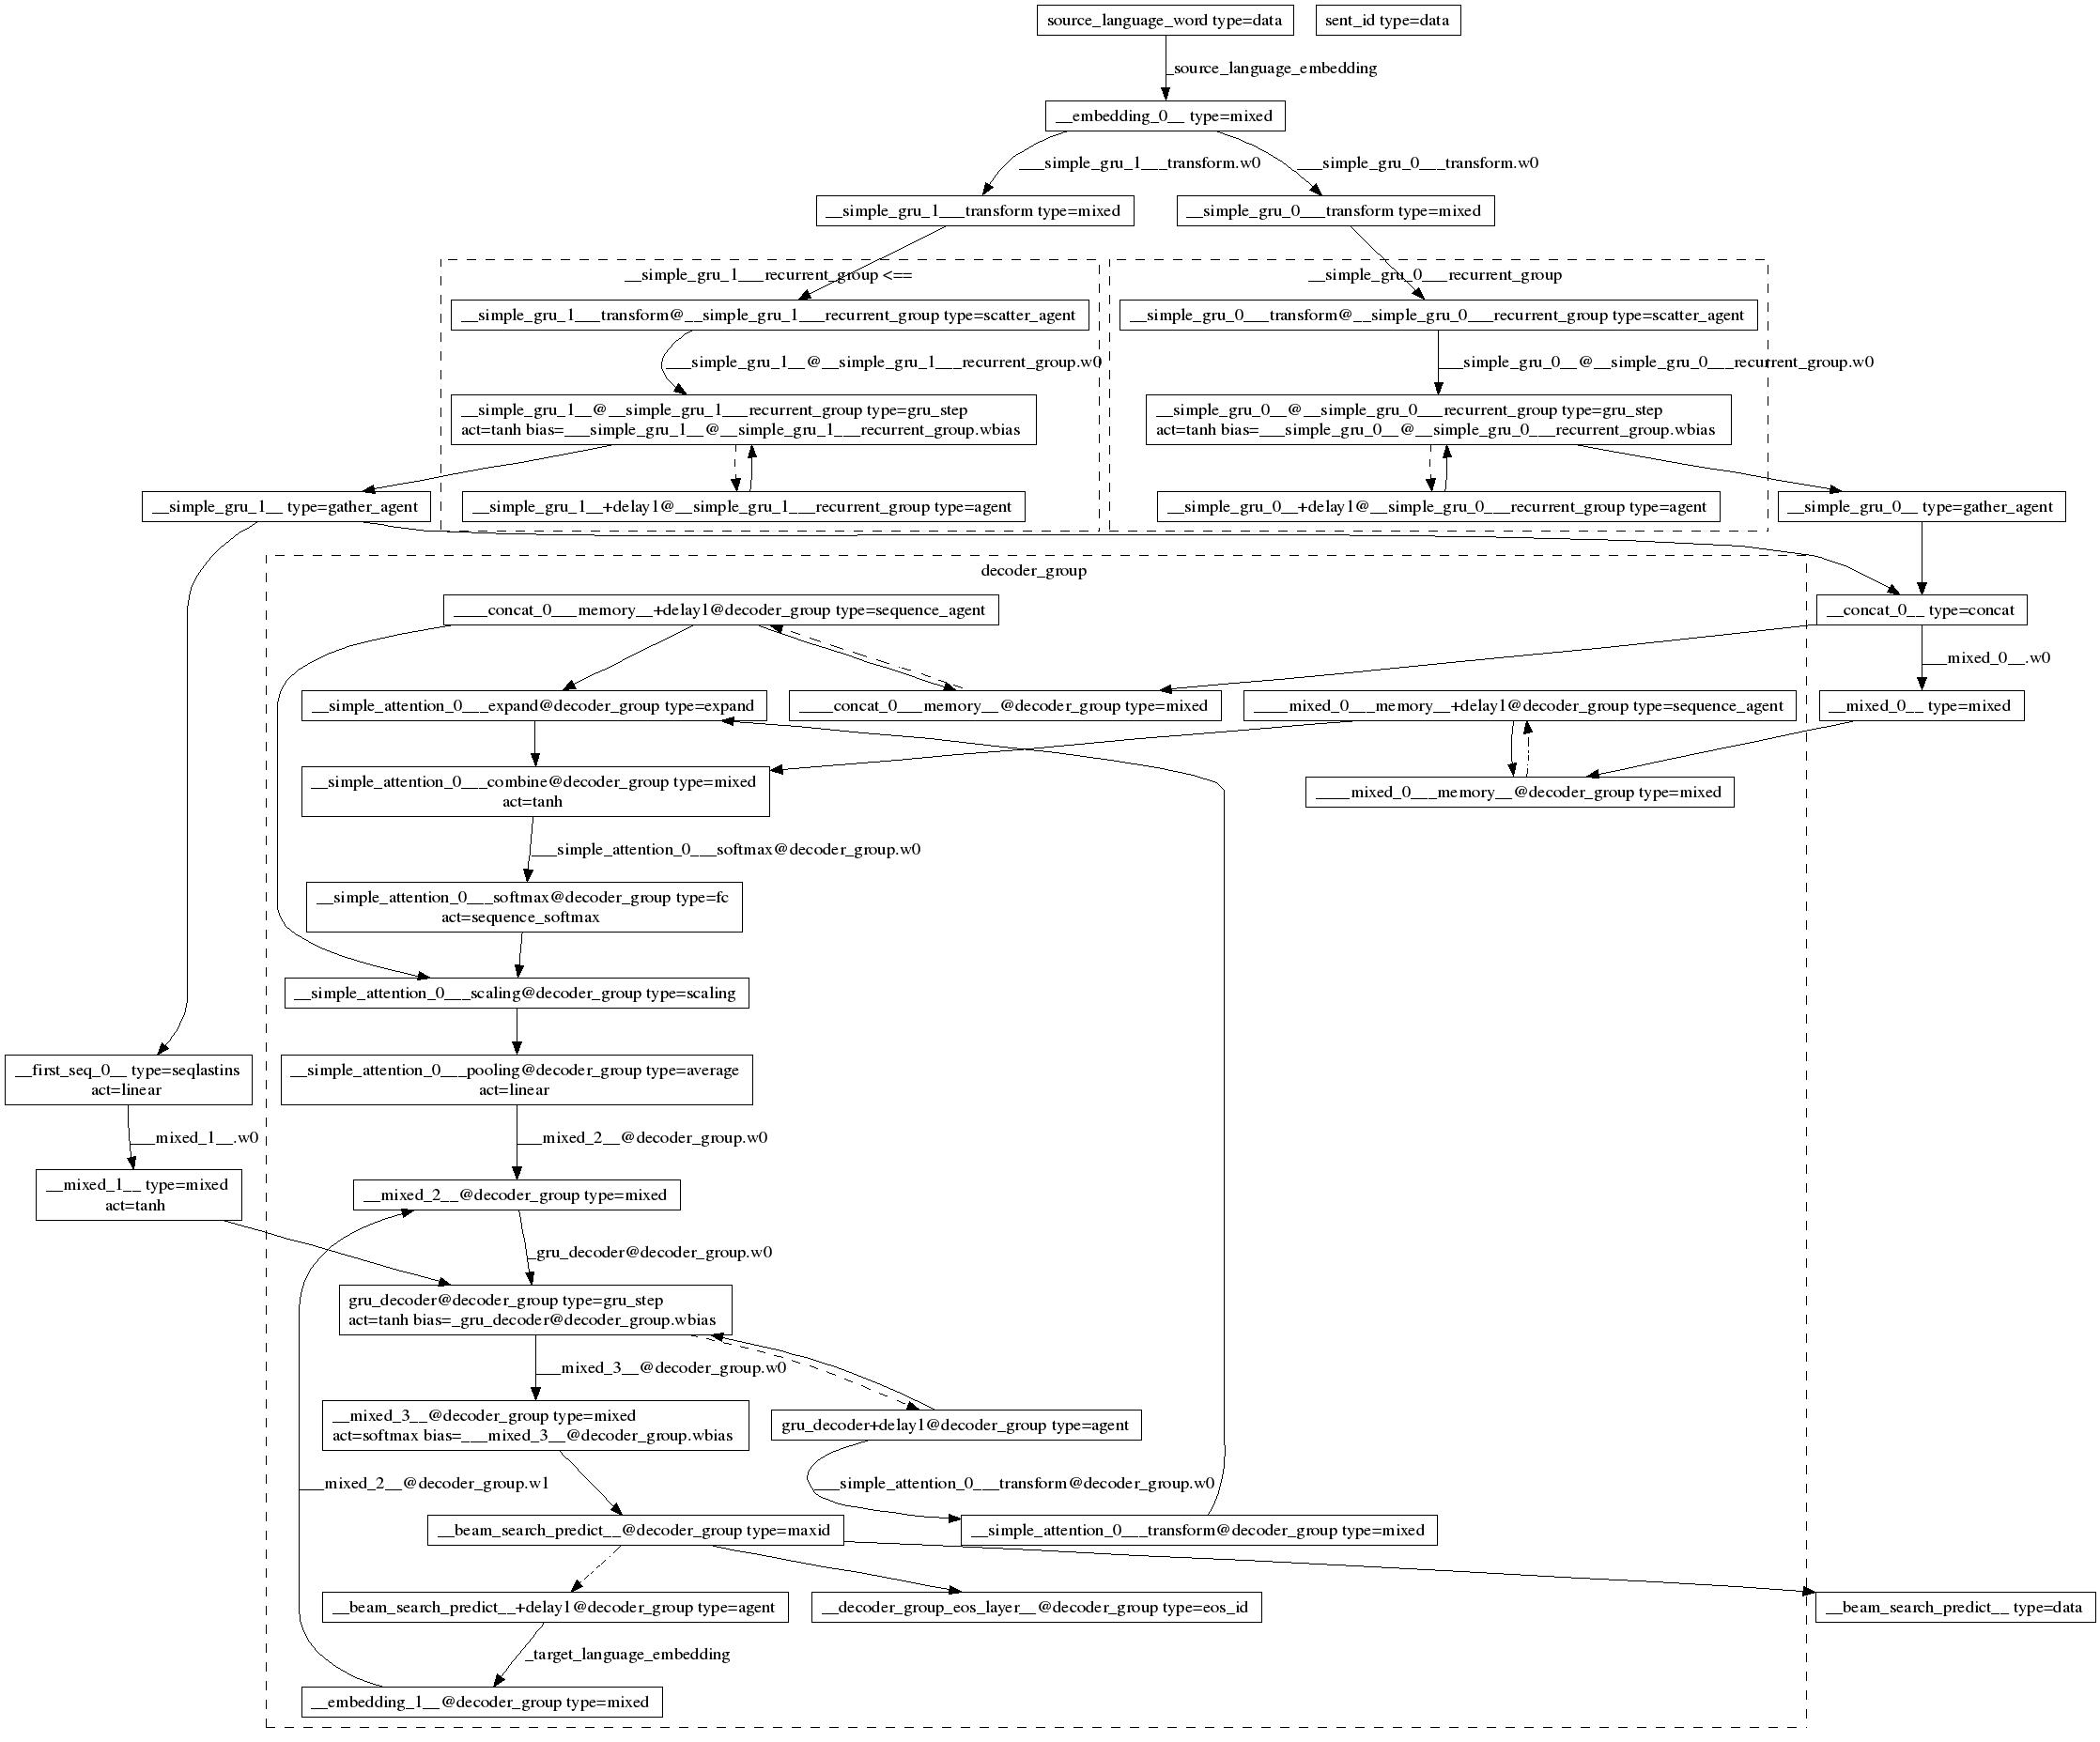 source_language_word type=data
sent_id type=data
_source_language_embedding
__embedding_0__ type=mixed
___simple_gru_1___transform.w0
___simple_gru_0___transform.w0
__simple_gru_1___transform type=mixed
__simple_gru_0___transform type=mixed
__simple_gru_1___recurrent_group <==
__simple_gru_0___recurrent_group
__simple_gru_1___transform@__simple_gru_1___recurrent_group type=scatter_agent
__simple_gru_0___transform@__simple_gru_0___recurrent_group type=scatter_agent
___simple_gru_1__@__simple_gru_1___recurrent_group.w0
___simple_gru_0__@__simple_gru_0___recurrent_group.w0
__simple_gru_1__@__simple_gru_1___recurrent_group type=gru_step
act=tanh bias=___simple_gru_1__@__simple_gru_1___recurrent_group.wbias
__simple_gru_0__@__simple_gru_0___recurrent_group type=gru_step
act=tanh bias=___simple_gru_0__@__simple_gru_0___recurrent_group.wbias
__simple_gru_1__ type=gather_agent
__simple_gru_1__+delay1@__simple_gru_1___recurrent_group type=agent
__simple_gru_0__+delay1@__simple_gru_0___recurrent_group type=agent
__simple_gru_0__ type=gather_agent
decoder_group
____concat_0___memory__+delay1@decoder_group type=sequence_agent
__concat_0__ type=concat
___mixed_0__.w0
__simple_attention_0___expand@decoder_group type=expand
____concat_0___memory__@decoder_group type=mixed
____mixed_0___memory__+delay1@decoder_group type=sequence_agent
__mixed_0__ type=mixed
__simple_attention_0___combine@decoder_group type=mixed
act=tanh
____mixed_0___memory__@decoder_group type=mixed
___simple_attention_0___softmax@decoder_group.w0
__simple_attention_0___softmax@decoder_group type=fc
act=sequence_softmax
__simple_attention_0___scaling@decoder_group type=scaling
__first_seq_0__ type=seqlastins
act=linear
__simple_attention_0___pooling@decoder_group type=average
act=linear
___mixed_1__.w0
___mixed_2__@decoder_group.w0
__mixed_1__ type=mixed
act=tanh
__mixed_2__@decoder_group type=mixed
_gru_decoder@decoder_group.w0
gru_decoder@decoder_group type=gru_step
act=tanh bias=_gru_decoder@decoder_group.wbias
___mixed_3__@decoder_group.w0
__mixed_3__@decoder_group type=mixed
act=softmax bias=___mixed_3__@decoder_group.wbias
gru_decoder+delay1@decoder_group type=agent
___mixed_2__@decoder_group.w1
___simple_attention_0___transform@decoder_group.w0
__beam_search_predict__@decoder_group type=maxid
__simple_attention_0___transform@decoder_group type=mixed
__beam_search_predict__+delay1@decoder_group type=agent
__decoder_group_eos_layer__@decoder_group type=eos_id
__beam_search_predict__ type=data
_target_language_embedding
__embedding_1__@decoder_group type=mixed